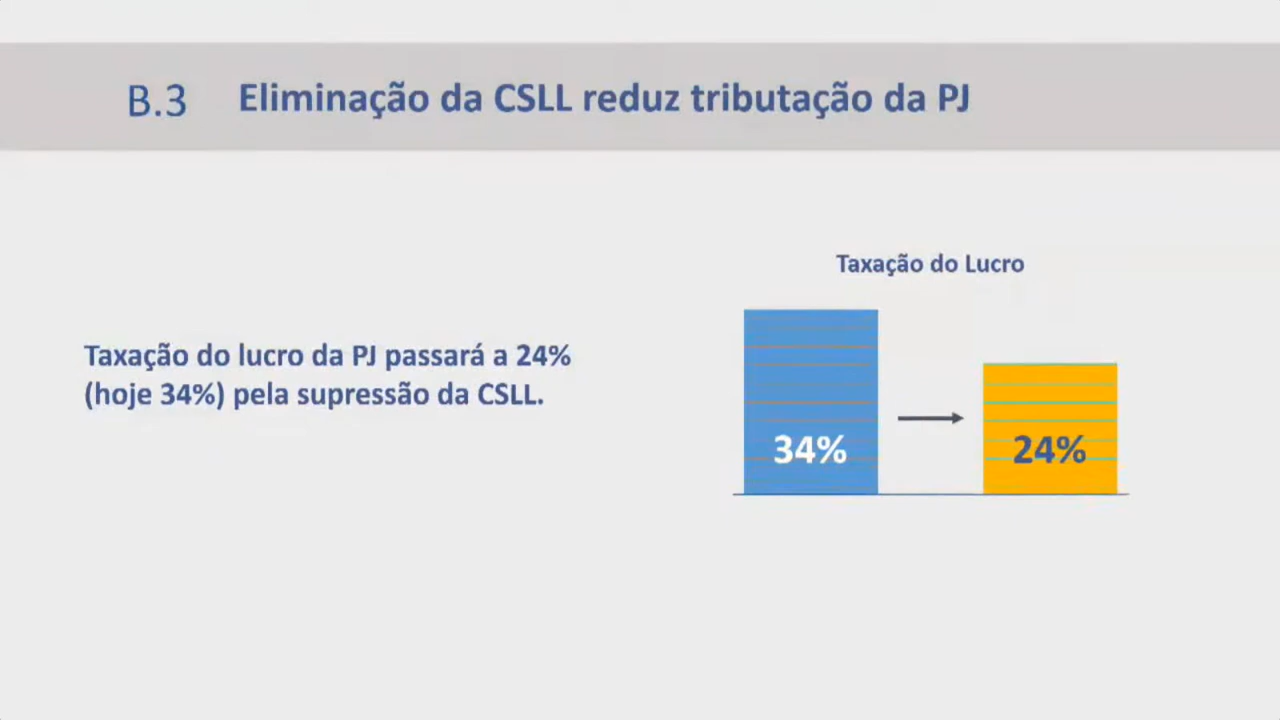 B.3 Eliminação da CSLL reduz tributação da PJ
Taxação do Lucro
Taxação do lucro da PJ passará a 24%
(hoje 34%) pela supressão da CSLL.
34%
24%